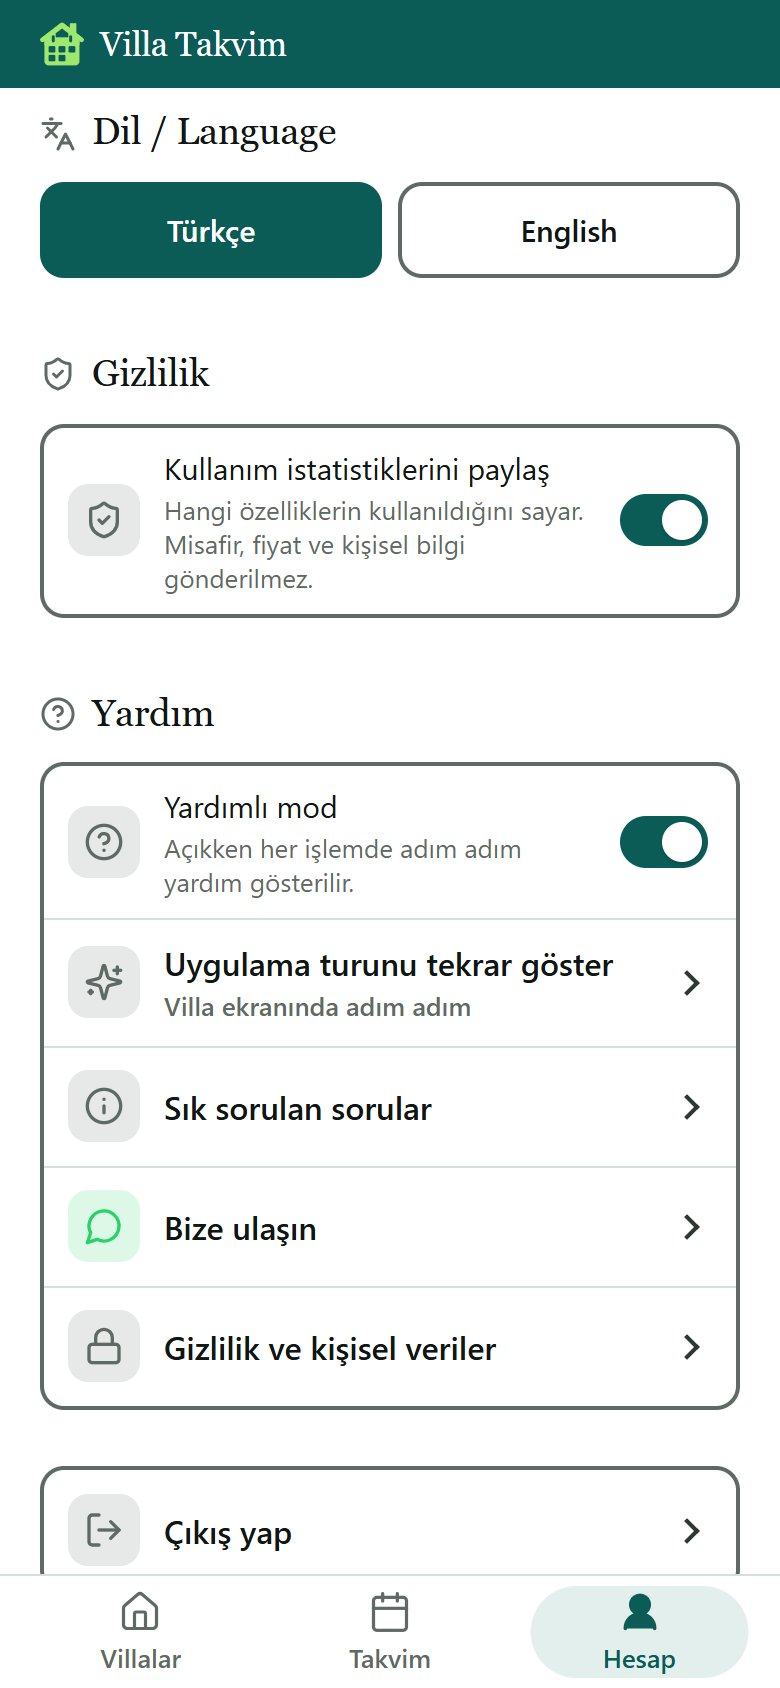 Villa Takvim
Dil / Language
Türkçe
English
Gizlilik
Kullanım istatistiklerini paylaş
Hangi özelliklerin kullanıldığını sayar.
Misafir, fiyat ve kişisel bilgi
gönderilmez.
Yardım
Yardımlı mod
Açıkken her işlemde adım adım
yardım gösterilir.
Uygulama turunu tekrar göster
Villa ekranında adım adım
Sık sorulan sorular
Bize ulaşın
Gizlilik ve kişisel veriler
Çıkış yap
Villalar
Takvim
Hesap